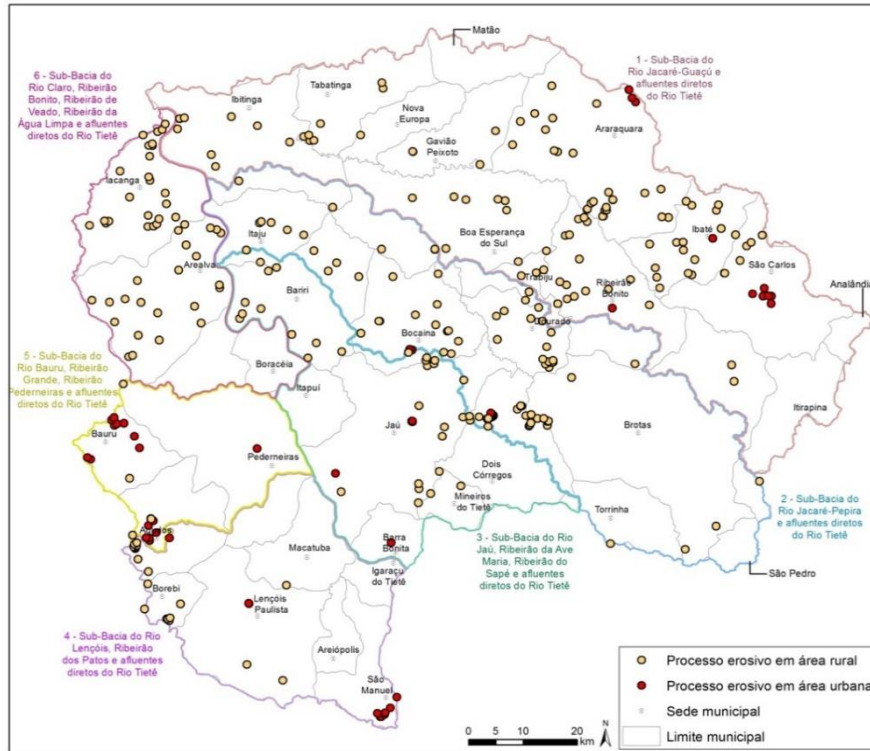 Matão
1 - Sub-Bacia do
Rio Jacaré-Guaçú e
afluentes diretos
do Rio Tietê
6 - Sub-Bacia do
Rio Claro, Ribeirão
Bonito, Ribeirão de
Veado, Ribeirão da
Água Limpa e afluentes
diretos do Rio Tietê
Tabatinga
Ibitinga
Nova
Europa
Araraquara
Gavião
Peixoto
Iacanga
Ibaté
Itaju
Boa Esperança
do Sul
Arealva
São Carlos
Trabiju
Ribeirão
Bonito
Analândia
Bariri
Dourado
Bocaina
Boracéia
5 - Sub-Bacia do
Rio Bauru, Ribeirão
Grande, Ribeirão
Pederneiras e afluentes
diretos do Rio Tietê
Itapuí
Itirapina
Jaú
Brotas
Bauru
Pederneiras
Dois
Córregos
Mineiros
do Tietê
Torrinha
2 - Sub-Bacia do
Rio Jacaré-Pepira
e afluentes diretos
do Rio Tietê
3 - Sub-Bacia do Rio
Jaú, Ribeirão da Ave
Maria, Ribeirão do
Sapé e afluentes
diretos do Rio Tietê
Barra
Bonita
Macatuba
Igaraçu
do Tietê
São Pedro
Borebi
Lençóis
Paulista
4 - Sub-Bacia do Rio
Lençóis, Ribeirão
dos Patos e afluentes
diretos do Rio Tietê
Areiópolis
São
Manuel
Processo erosivo em área rural
Processo erosivo em área urbana
Sede municipal
Limite municipal
0 5 10 20
km
N